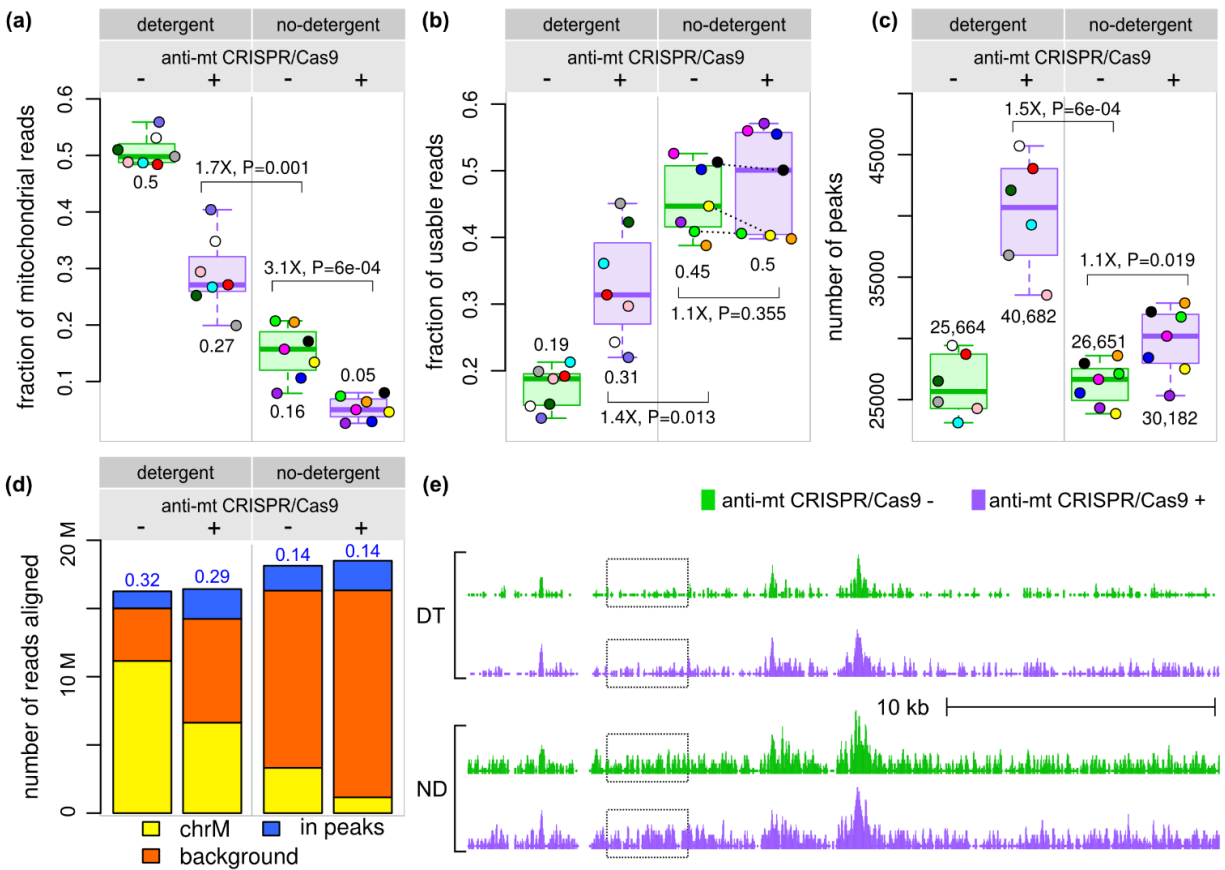 (a)
detergent no-detergent
anti-mt CRISPR/Cas9
- + - +
fraction of mitochondrial reads
0.6
0.5
0.4
0.3
0.2
0.1
0.5
1.7X, P=0.001
3.1X, P=6e-04
0.27
0.05
0.16
(b)
detergent no-detergent
anti-mt CRISPR/Cas9
- + - +
fraction of usable reads
0.6
0.5
0.4
0.3
0.2
0.45
0.5
1.1X, P=0.355
0.19
0.31
1.4X, P=0.013
(c)
detergent no-detergent
anti-mt CRISPR/Cas9
- + - +
number of peaks
45000
35000
25000
1.5X, P=6e-04
1.1X, P=0.019
25,664
40,682
26,651
30,182
(d)
detergent no-detergent
anti-mt CRISPR/Cas9
- + - +
number of reads aligned
20 M
10 M
0
0.32
0.29
0.14
0.14
chrM
in peaks
background
(e)
anti-mt CRISPR/Cas9 -
anti-mt CRISPR/Cas9 +
DT
10 kb
ND